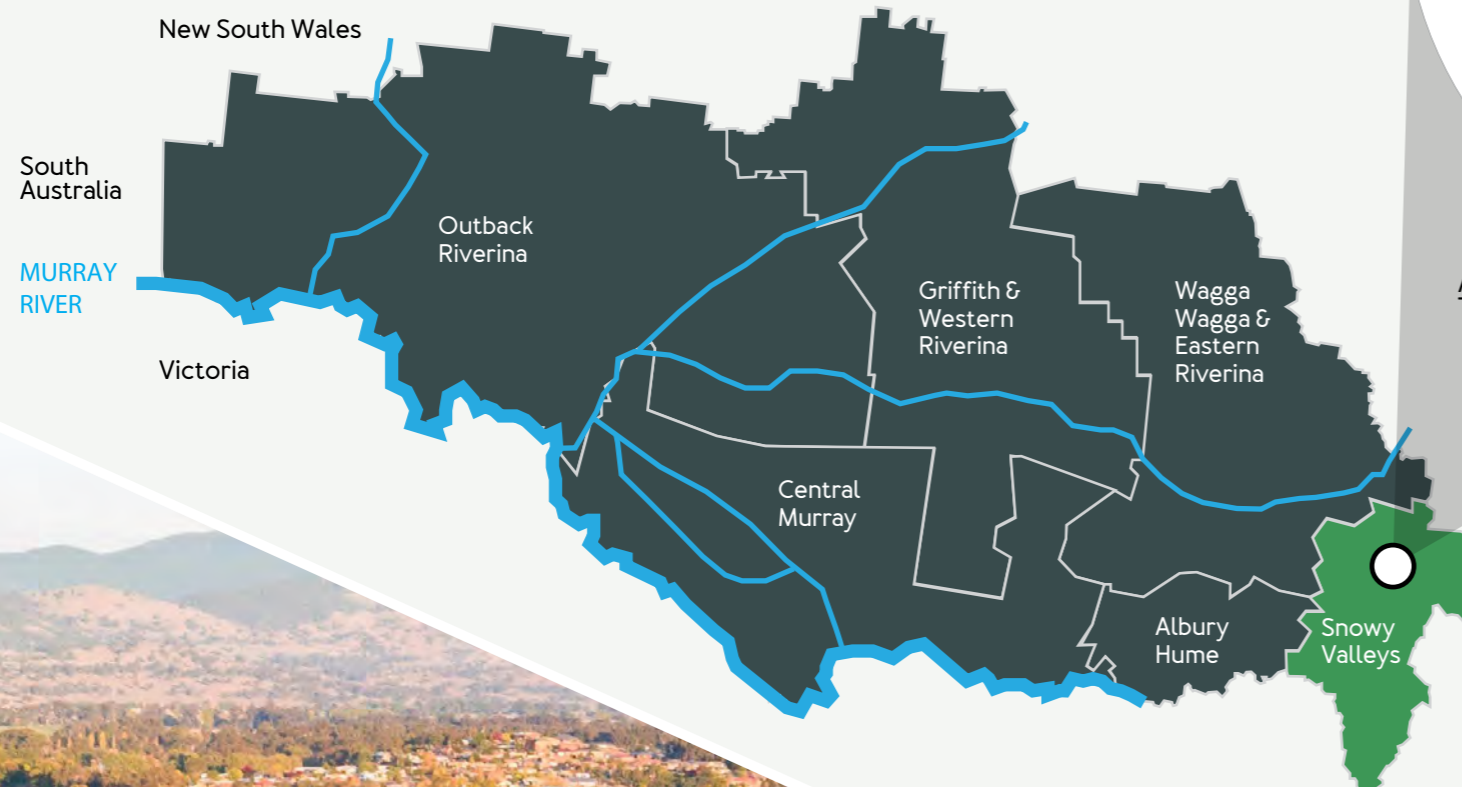 New South Wales
South
Australia
MURRAY
RIVER
Victoria
Outback
Riverina
Griffith &
Western
Riverina
Wagga
Wagga &
Eastern
Riverina
Central
Murray
Albury
Hume
Snowy
Valleys